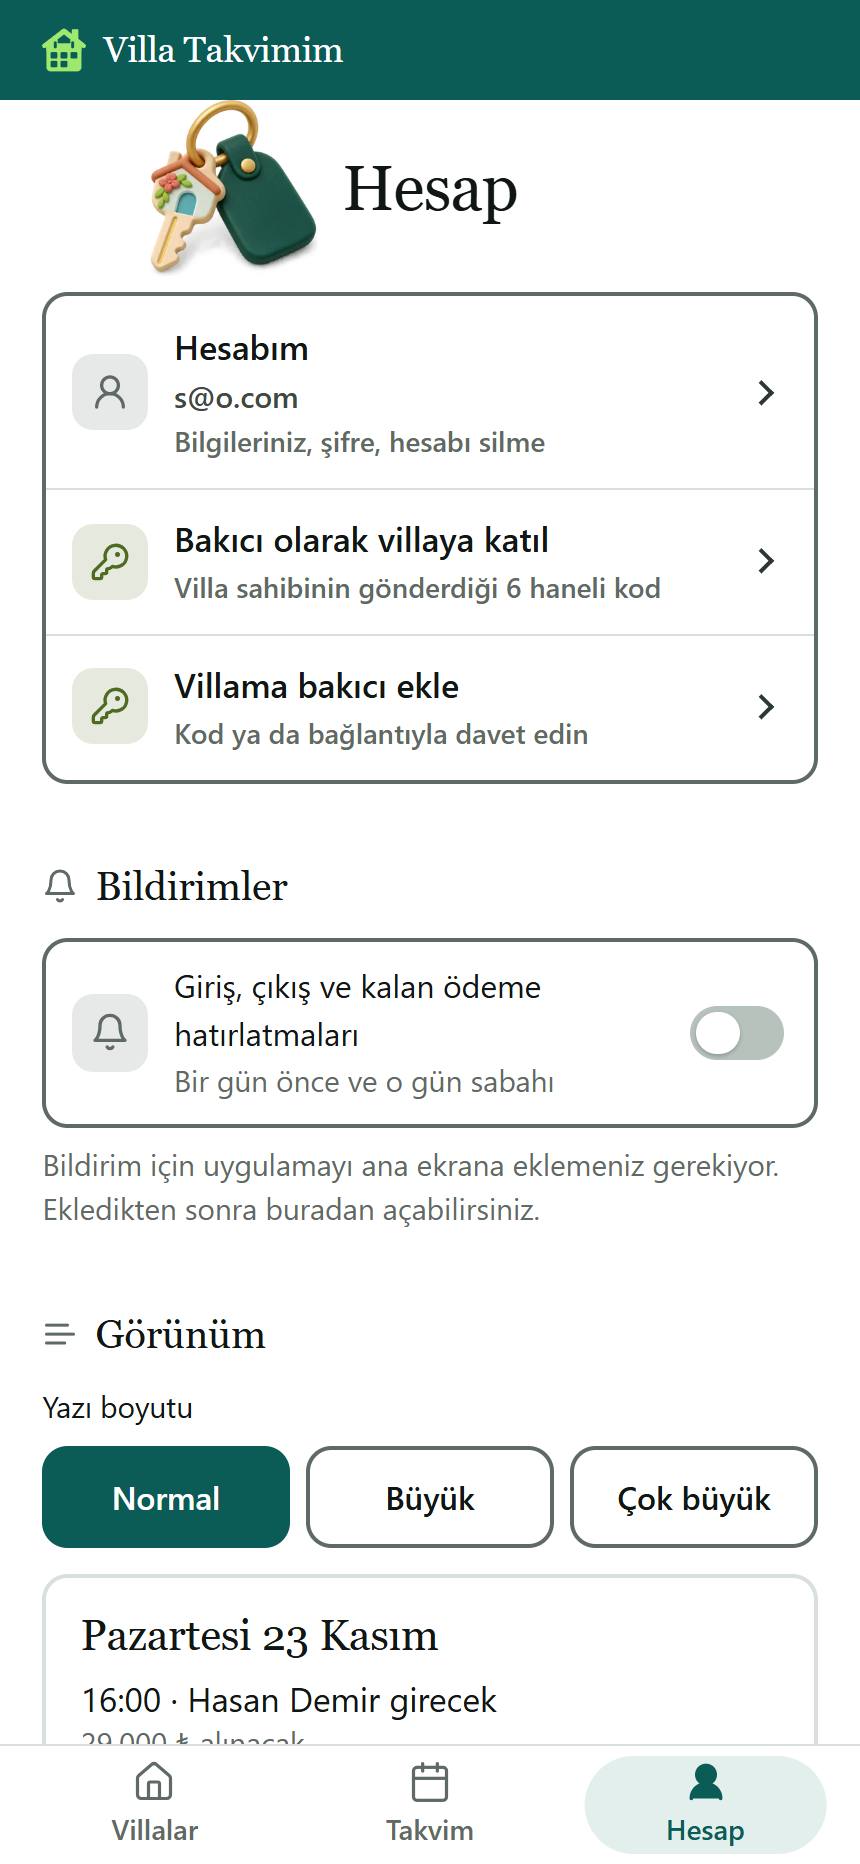 Villa Takvimim
Hesap
Hesabım
s@o.com
Bilgileriniz, şifre, hesabı silme
Bakıcı olarak villaya katıl
Villa sahibinin gönderdiği 6 haneli kod
Villama bakıcı ekle
Kod ya da bağlantıyla davet edin
Bildirimler
Giriş, çıkış ve kalan ödeme
hatırlatmaları
Bir gün önce ve o gün sabahı
Bildirim için uygulamayı ana ekrana eklemeniz gerekiyor.
Ekledikten sonra buradan açabilirsiniz.
Görünüm
Yazı boyutu
Normal
Büyük
Çok büyük
Pazartesi 23 Kasım
16:00 · Hasan Demir girecek
29.000 ₺ alınacak
Villalar
Takvim
Hesap